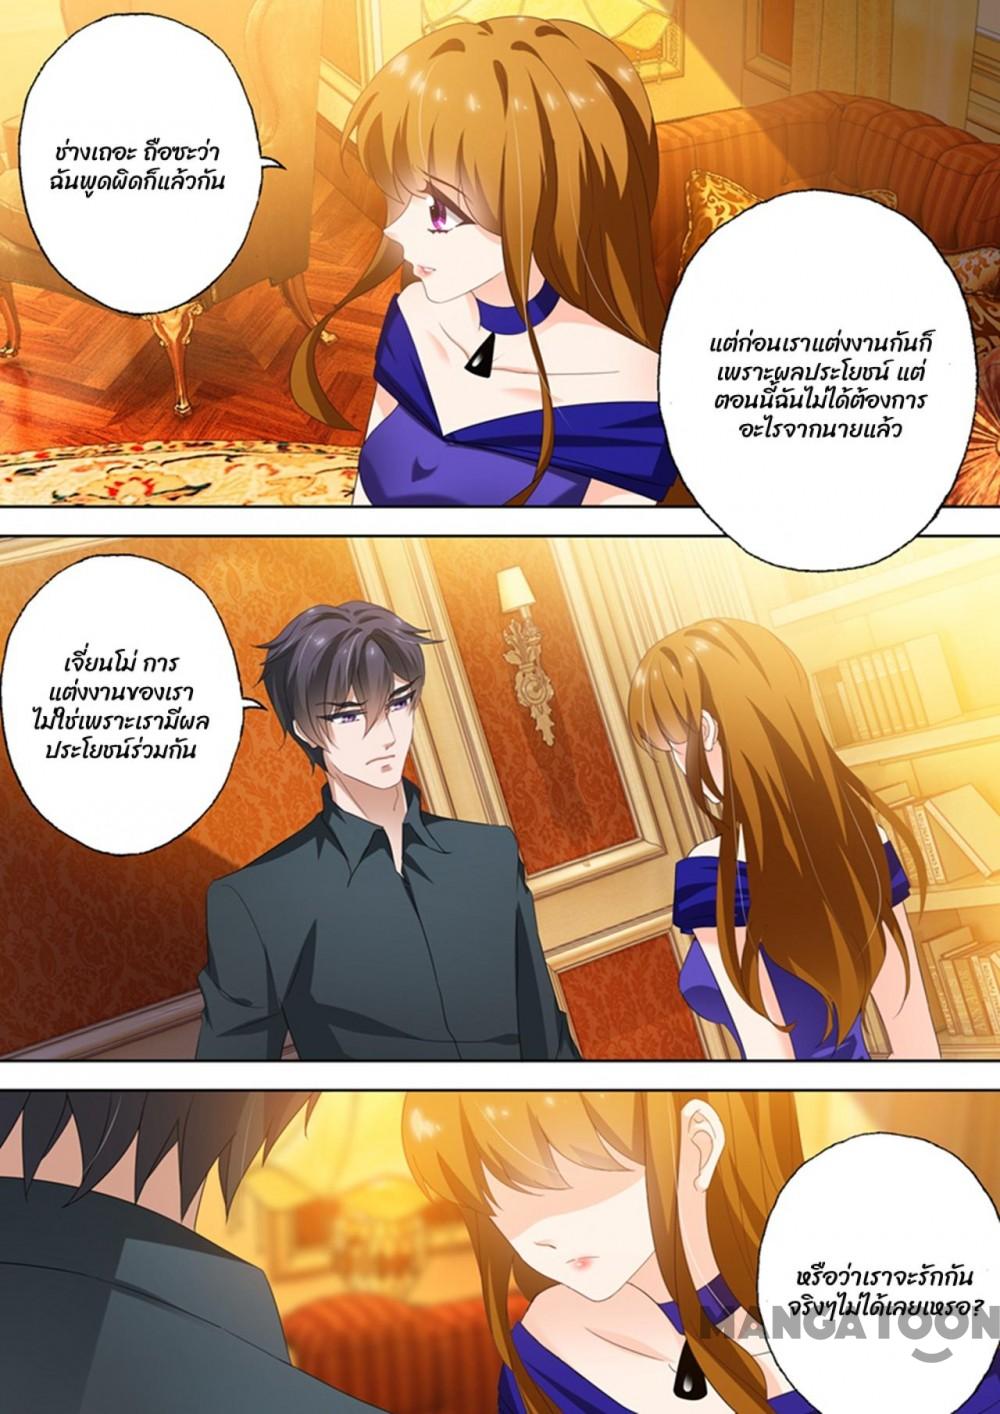 ช่างเถอะ ถือซะว่า
ฉันพูดผิดก็แล้วกัน
แต่ก่อนเราแต่งงานกันก็
เพราะผลประโยชน์ แต่
ตอนนี้ฉันไม่ได้ต้องการ
อะไรจากนายแล้ว
เจี่ยนโม่ การ
แต่งงานของเรา
ไม่ใช่เพราะเรามีผล
ประโยชน์ร่วมกัน
หรือว่าเราจะรักกัน
จริงๆไม่ได้เลยเหรอ?
MANGATOON